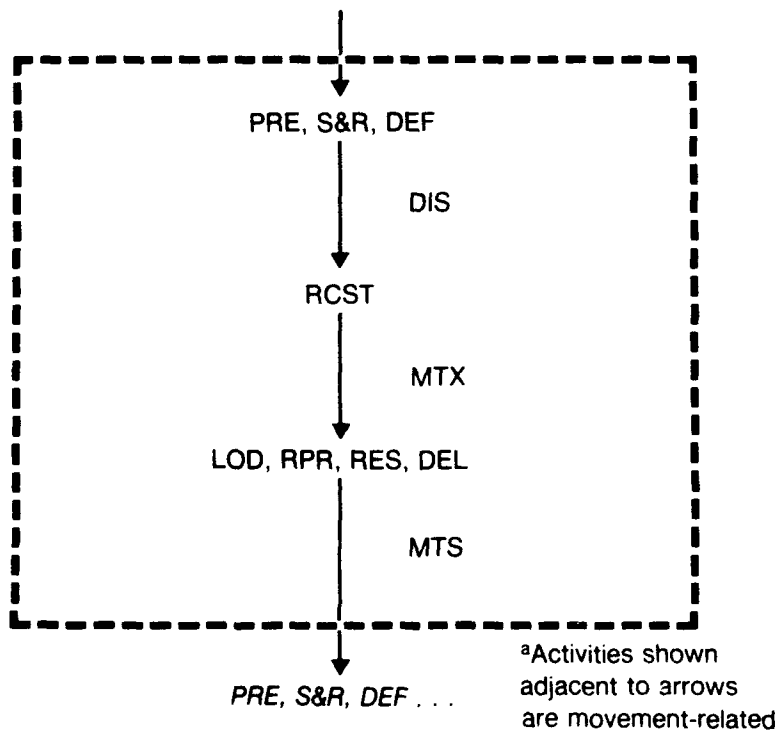 PRE, S&R, DEF
DIS
RCST
MTX
LOD, RPR, RES, DEL
MTS
PRE, S&R, DEF . . .
ᵃActivities shown
adjacent to arrows
are movement-related